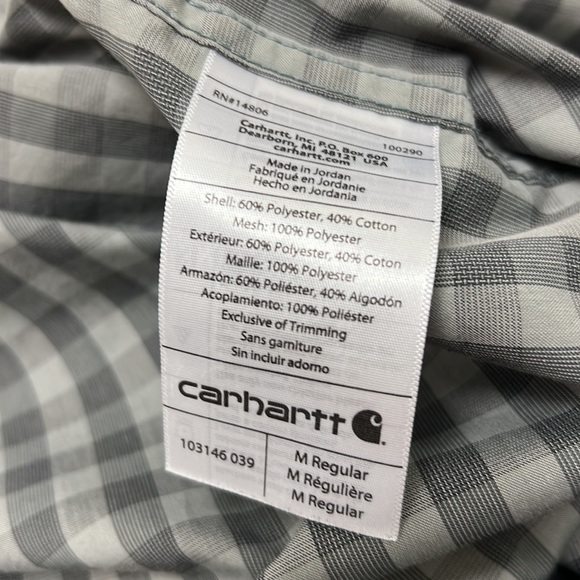 RN#14806
100290
Carhartt, Inc. P.O. Box 600
Dearborn, MI 48121 USA
carhartt.com
Made in Jordan
Fabriqué en Jordanie
Hecho en Jordania
Shell: 60% Polyester, 40% Cotton
Mesh: 100% Polyester
Extérieur: 60% Polyester, 40% Coton
Maille: 100% Polyester
Armazón: 60% Poliéster, 40% Algodón
Acoplamiento: 100% Poliéster
Exclusive of Trimming
Sans garniture
Sin incluir adorno
carhartt
103146 039
M Regular
M Régulière
M Regular